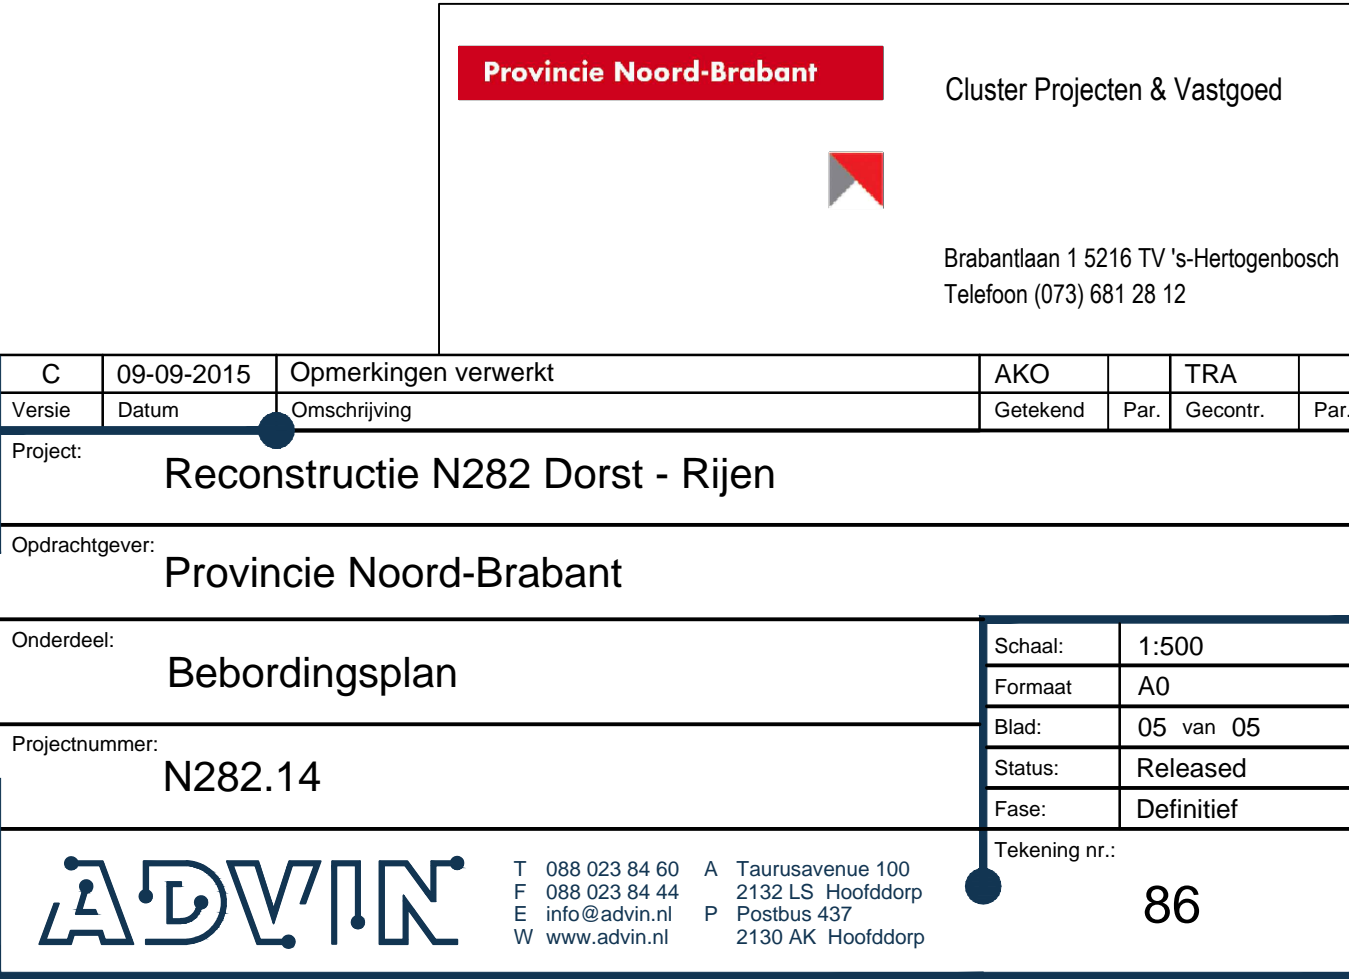 Provincie Noord-Brabant
Cluster Projecten & Vastgoed
Brabantlaan 1 5216 TV 's-Hertogenbosch
Telefoon (073) 681 28 12
C 09-09-2015 Opmerkingen verwerkt AKO TRA
Versie Datum Omschrijving Getekend Par. Gecontr. Par.
Project:
Reconstructie N282 Dorst - Rijen
Opdrachtgever:
Provincie Noord-Brabant
Onderdeel:
Bebordingsplan
Schaal: 1:500
Formaat A0
Blad: 05 van 05
Status: Released
Fase: Definitief
Projectnummer:
N282.14
Tekening nr.:
86
ADVIN
T 088 023 84 60 A Taurusavenue 100
F 088 023 84 44 2132 LS Hoofddorp
E info@advin.nl P Postbus 437
W www.advin.nl 2130 AK Hoofddorp